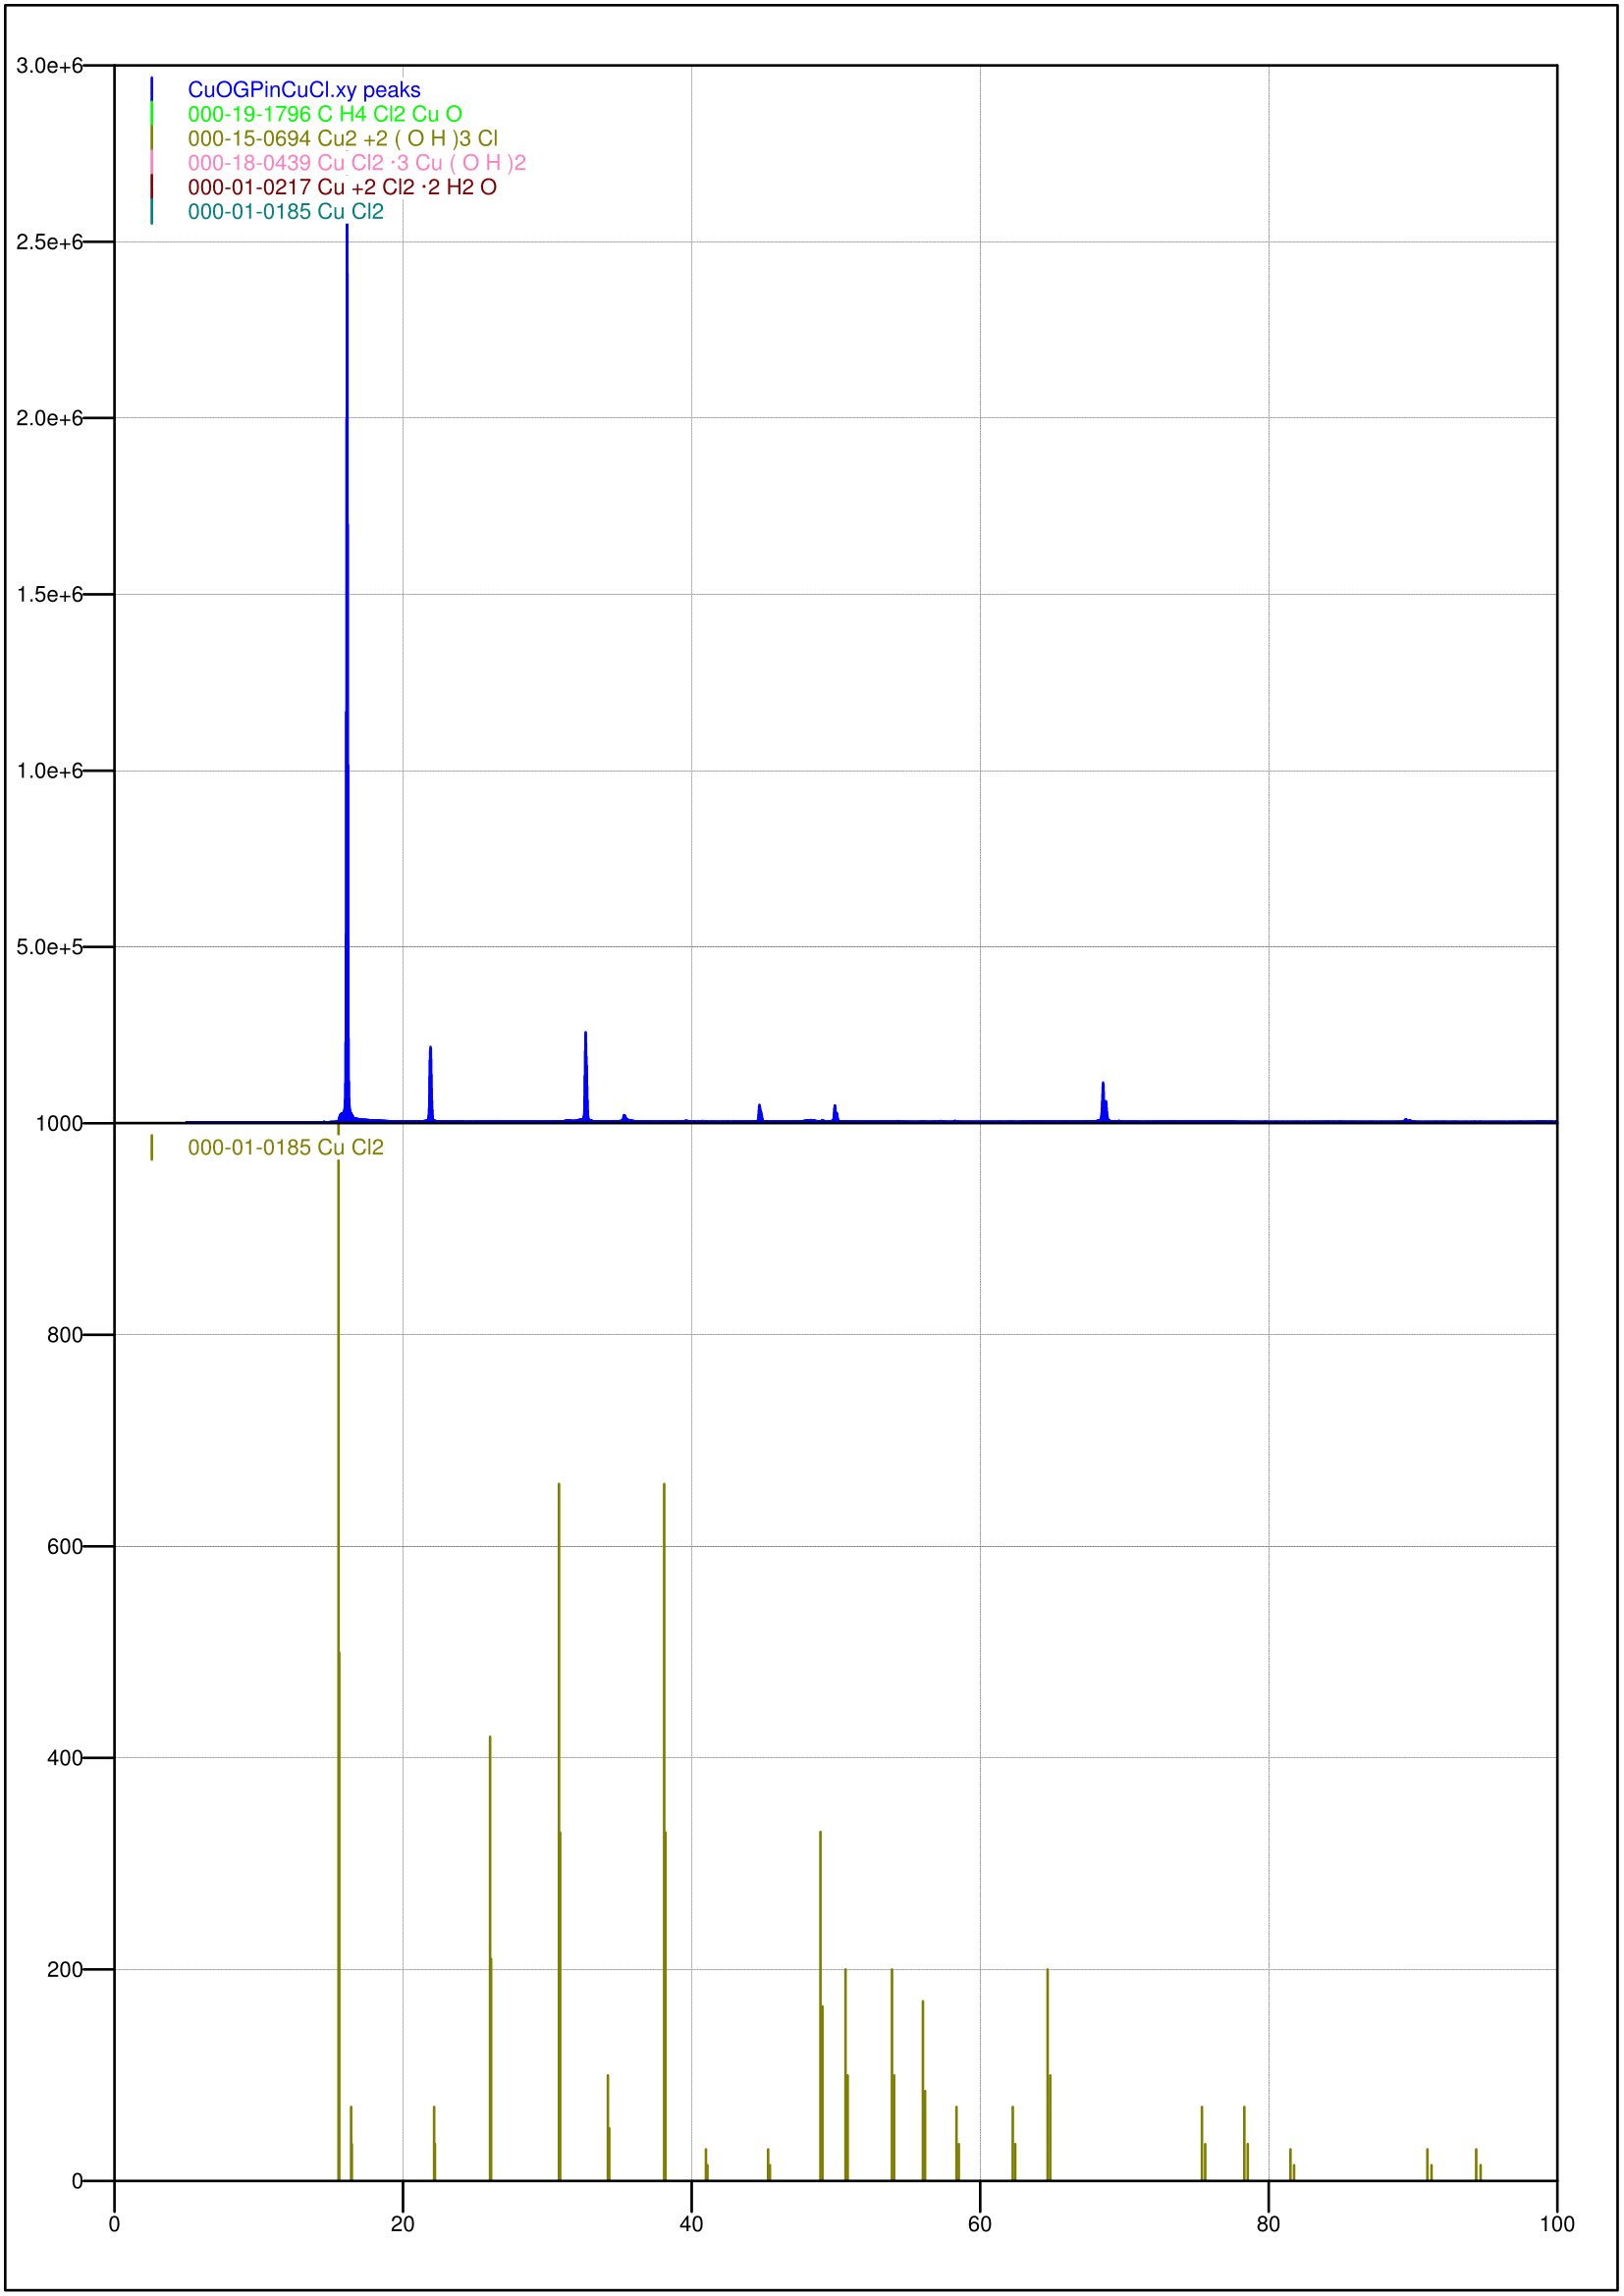 3.0e+6
CuOGPinCuCl.xy peaks
000-19-1796 C H4 Cl2 Cu O
000-15-0694 Cu2 +2 ( O H )3 Cl
000-18-0439 Cu Cl2 ·3 Cu ( O H )2
000-01-0217 Cu +2 Cl2 ·2 H2 O
000-01-0185 Cu Cl2
2.5e+6
2.0e+6
1.5e+6
1.0e+6
5.0e+5
1000
000-01-0185 Cu Cl2
800
600
400
200
0
0 20 40 60 80 100